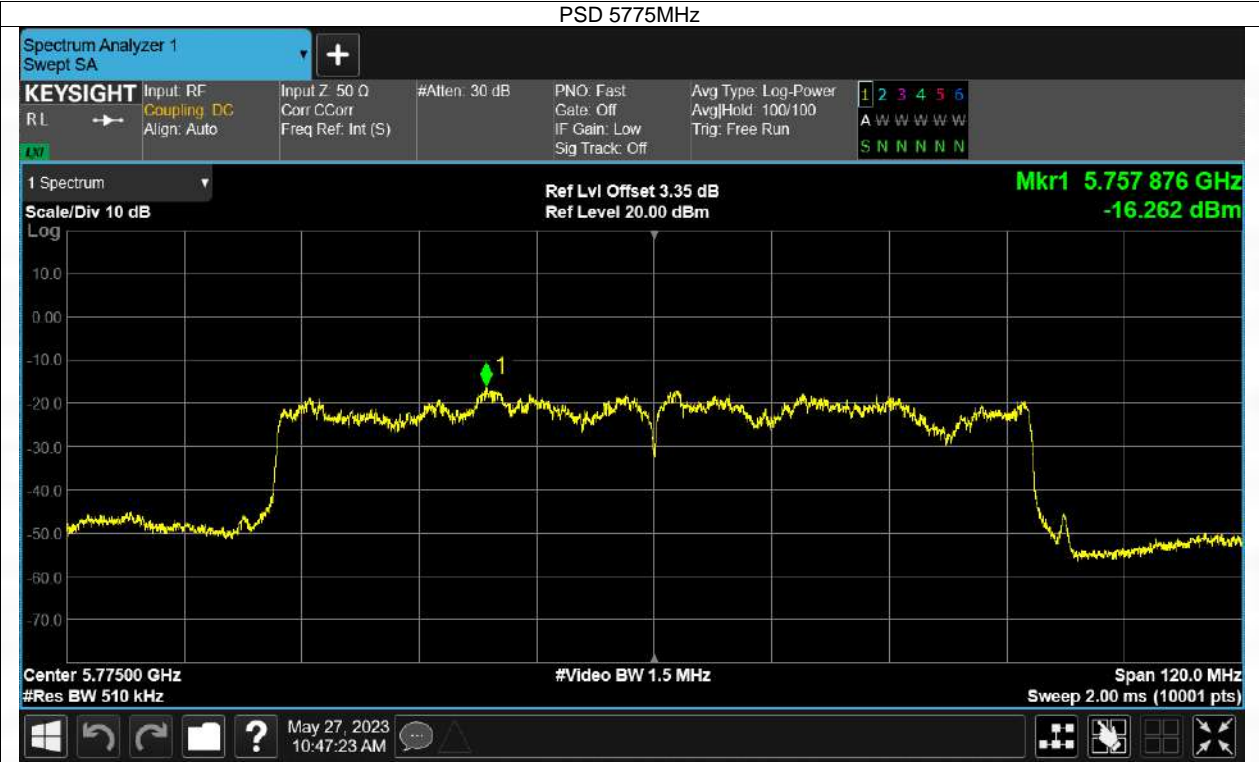 PSD 5775MHz
Spectrum Analyzer 1
Swept SA
+
KEYSIGHT
RL
LXI
Input: RF
Coupling: DC
Align: Auto
Input Z: 50 Ω
Corr CCorr
Freq Ref: Int (S)
#Atten: 30 dB
PNO: Fast
Gate: Off
IF Gain: Low
Sig Track: Off
Avg Type: Log-Power
Avg|Hold: 100/100
Trig: Free Run
1 2 3 4 5 6
A W W W W W
S N N N N N
1 Spectrum
Scale/Div 10 dB
Log
Ref Lvl Offset 3.35 dB
Ref Level 20.00 dBm
Mkr1 5.757 876 GHz
-16.262 dBm
10.0
0.00
-10.0
1
-20.0
-30.0
-40.0
-50.0
-60.0
-70.0
Center 5.77500 GHz
#Res BW 510 kHz
#Video BW 1.5 MHz
Span 120.0 MHz
Sweep 2.00 ms (10001 pts)
?
May 27, 2023
10:47:23 AM